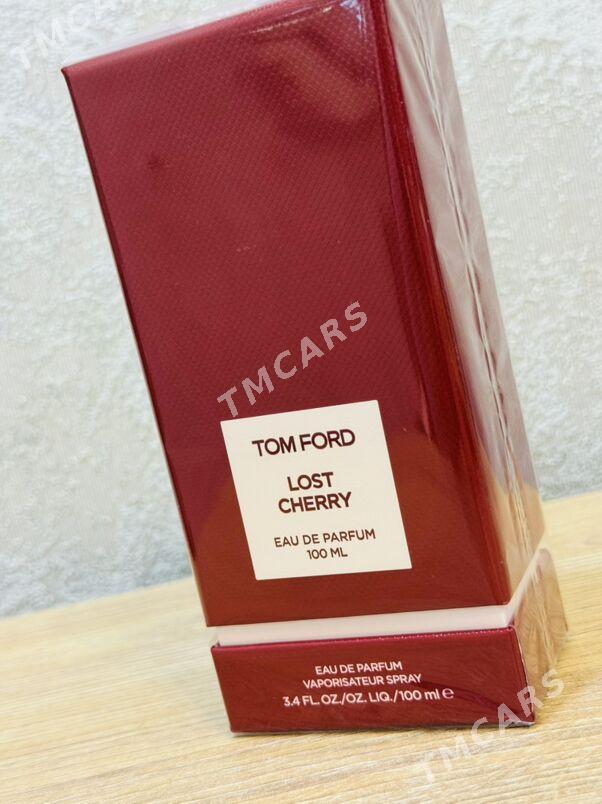 TMCARS
TMCARS
TOM FORD
LOST
CHERRY
EAU DE PARFUM
100 ML
EAU DE PARFUM
VAPORISATEUR SPRAY
3.4 FL. OZ./OZ. LIQ./100 ml ℮
TMCARS